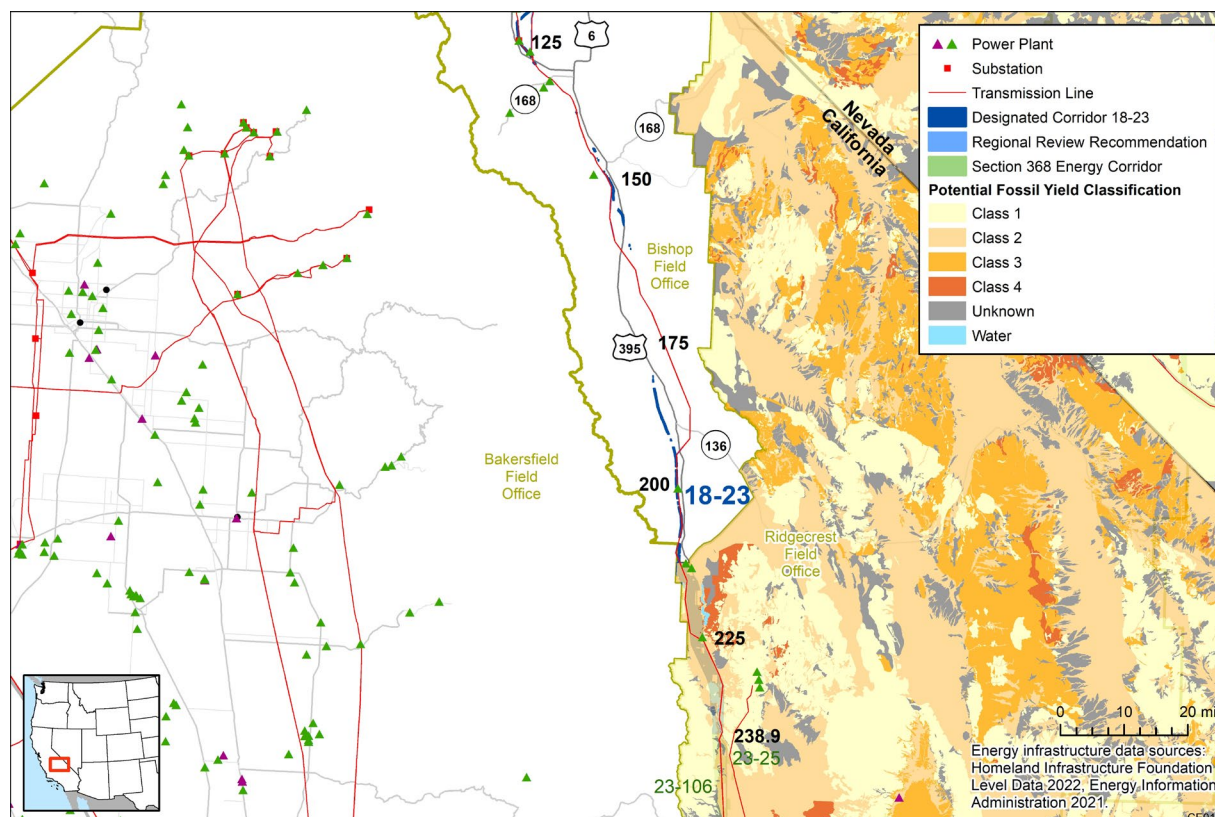 125
6
168
168
Nevada
California
150
Bishop
Field
Office
395
175
136
Bakersfield
Field
Office
200
18-23
Ridgecrest
Field
Office
225
238.9
23-25
23-106
Power Plant
Substation
Transmission Line
Designated Corridor 18-23
Regional Review Recommendation
Section 368 Energy Corridor
Potential Fossil Yield Classification
Class 1
Class 2
Class 3
Class 4
Unknown
Water
0 10 20 mi
Energy infrastructure data sources:
Homeland Infrastructure Foundation
Level Data 2022, Energy Information
Administration 2021.